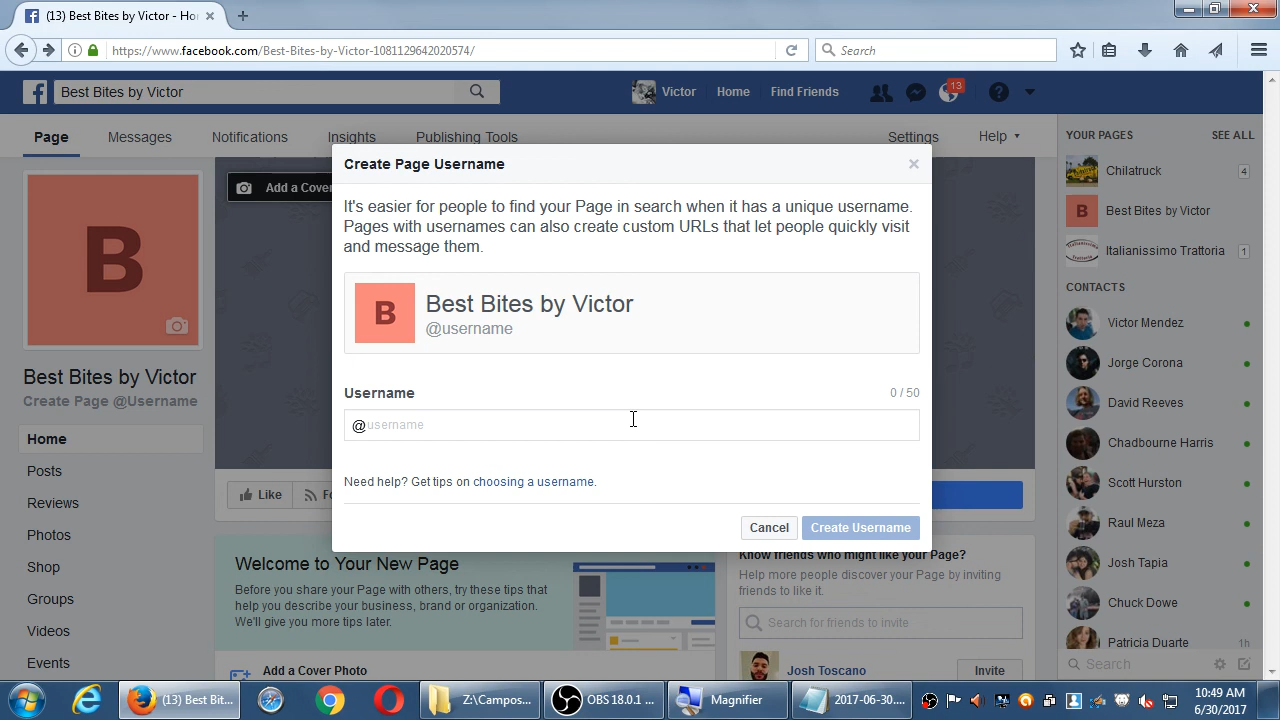 (13) Best Bites by Victor - Ho
https://www.facebook.com/Best-Bites-by-Victor-1081129642020574/
Search
Best Bites by Victor
Victor
Home
Find Friends
13
Page
Messages
Notifications
Insights
Publishing Tools
Settings
Help
B
Best Bites by Victor
Create Page @Username
Home
Posts
Reviews
Photos
Shop
Groups
Videos
Events
Add a Cover
Like
Create Page Username
It's easier for people to find your Page in search when it has a unique username.
Pages with usernames can also create custom URLs that let people quickly visit
and message them.
B
Best Bites by Victor
@username
Username
0 / 50
@username
Need help? Get tips on choosing a username.
Cancel
Create Username
Welcome to Your New Page
Before you share your Page with others, try these tips that
help you describe your business, brand or organization.
We'll give you more tips later.
Add a Cover Photo
Know friends who might like your Page?
Help more people discover your Page by inviting
friends to like it.
Search for friends to invite
Josh Toscano
Invite
YOUR PAGES
SEE ALL
Chilatruck
4
B
Best Bites by Victor
Italianissimo Trattoria
1
CONTACTS
Victor Mendez
Jorge Corona
David Reeves
Chadbourne Harris
Scott Hurston
Raul Meza
Josh Tapia
Chuck Dowe
Patricia Duarte
1h
Search
(13) Best Bit...
Z:\Campos...
OBS 18.0.1 ...
Magnifier
2017-06-30....
10:49 AM
6/30/2017